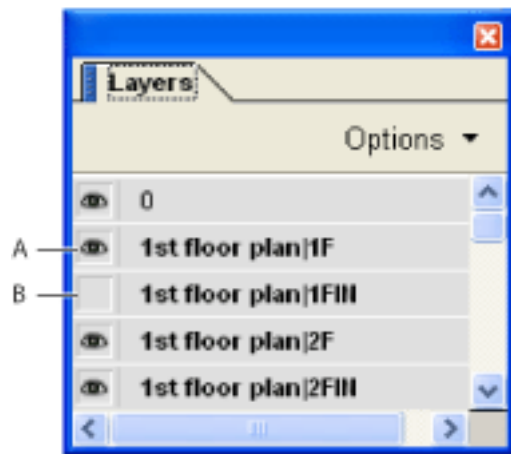 Layers
Options
0
A
1st floor plan|1F
B
1st floor plan|1FIN
1st floor plan|2F
1st floor plan|2FIN